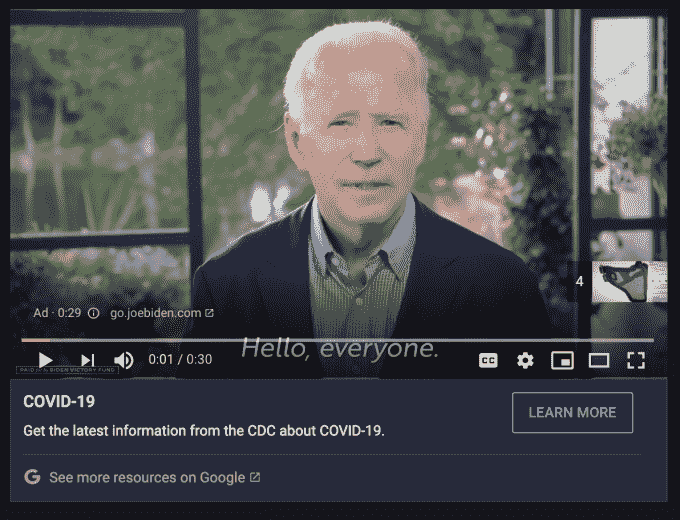 4
Ad · 0:29 go.joebiden.com
Hello, everyone.
0:01 / 0:30
CC
PAID FOR BY BIDEN VICTORY FUND
COVID-19
LEARN MORE
Get the latest information from the CDC about COVID-19.
G See more resources on Google